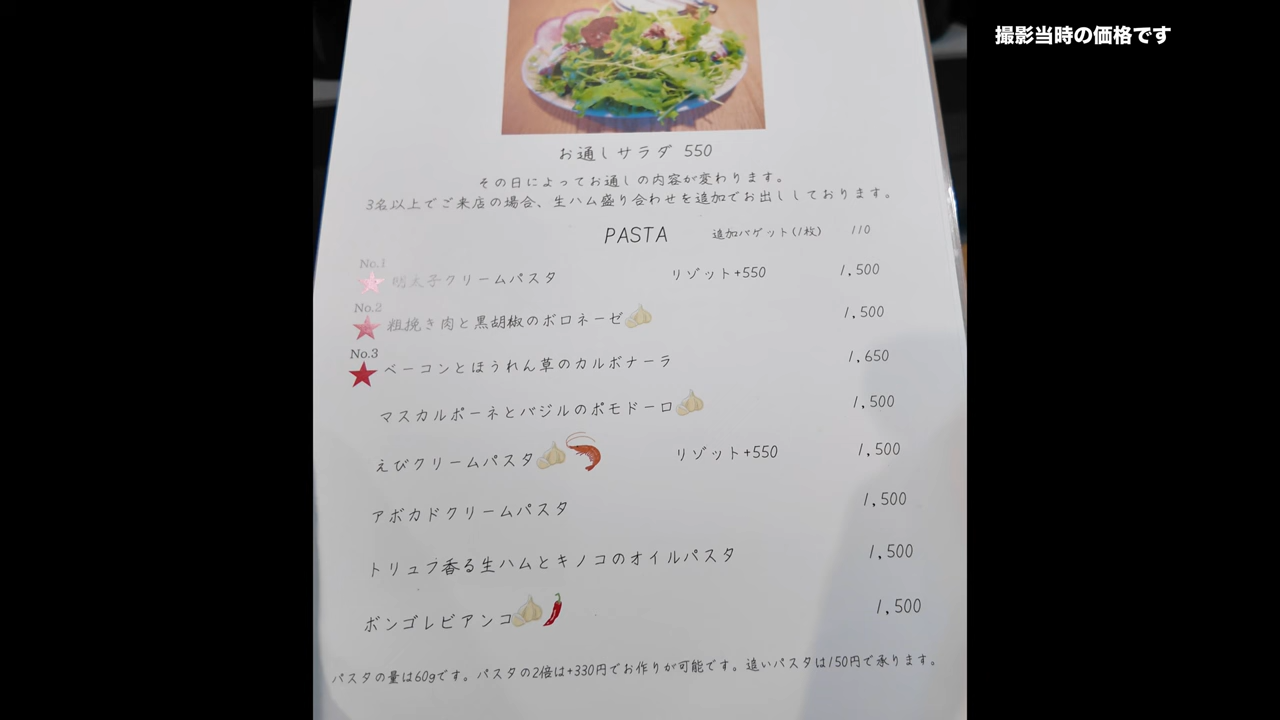 撮影当時の価格です
お通しサラダ 550
その日によってお通しの内容が変わります。
3名以上でご来店の場合、生ハム盛り合わせを追加でお出ししております。
PASTA 追加バゲット(1枚) 110
No.1
明太子クリームパスタ リゾット+550 1,500
No.2
粗挽き肉と黒胡椒のボロネーゼ 1,500
No.3
ベーコンとほうれん草のカルボナーラ 1,650
マスカルポーネとバジルのポモドーロ 1,500
えびクリームパスタ リゾット+550 1,500
アボカドクリームパスタ 1,500
トリュフ香る生ハムとキノコのオイルパスタ 1,500
ボンゴレビアンコ 1,500
パスタの量は60gです。パスタの2倍は+330円でお作りが可能です。追いパスタは150円で承ります。